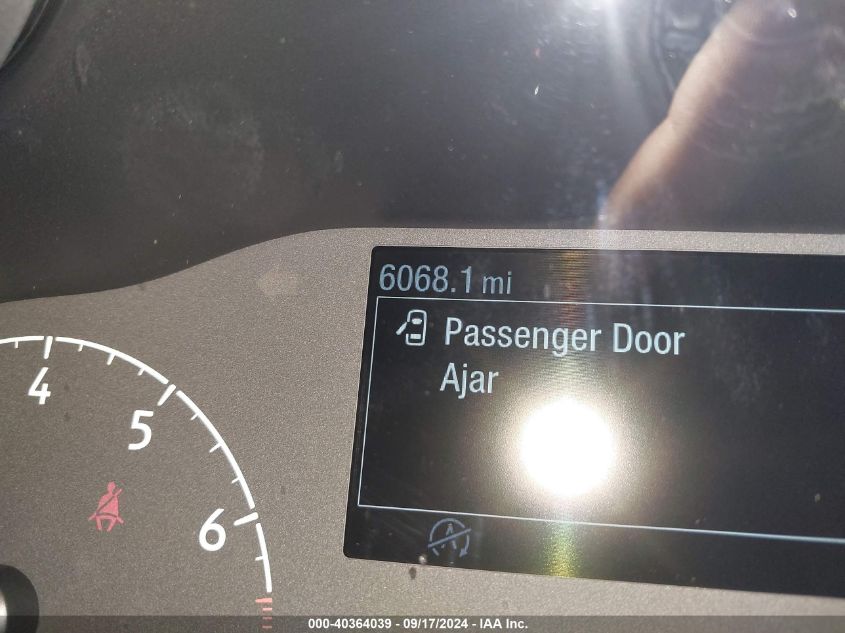 6068.1 mi
Passenger Door
Ajar
4
5
6
A
000-40364039 - 09/17/2024 - IAA Inc.